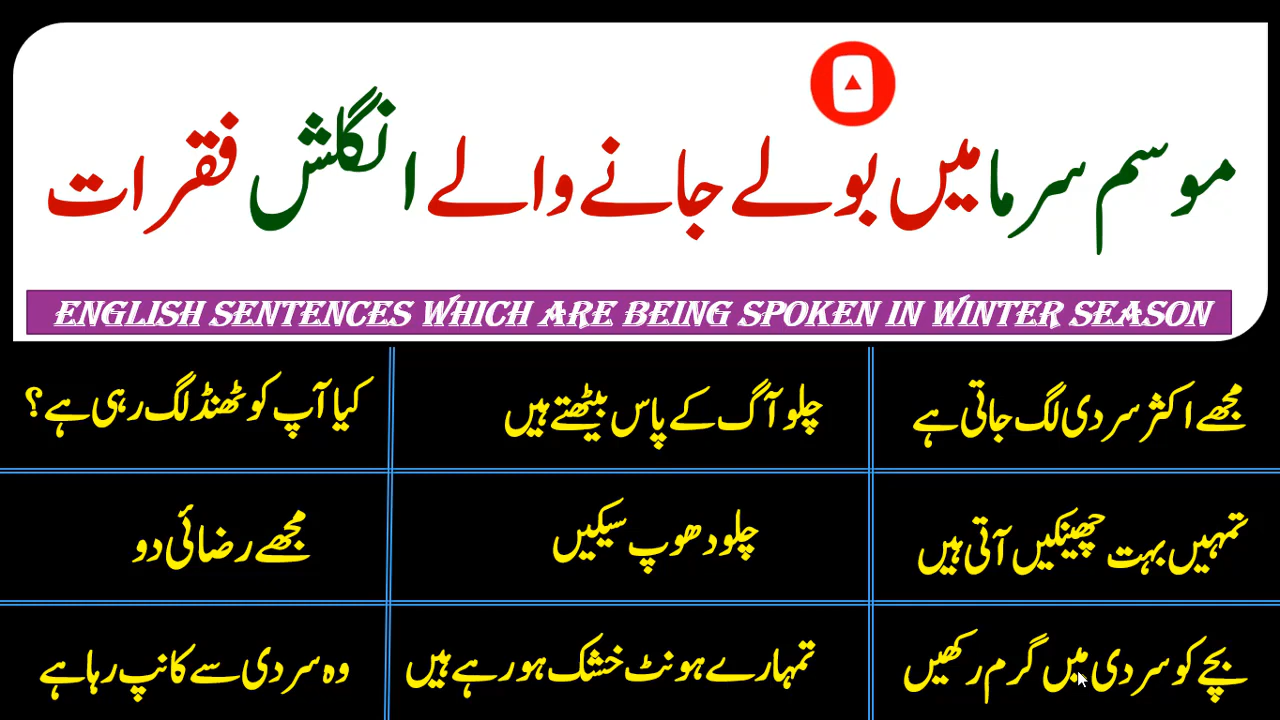 موسم سرما میں بولے جانے والے انگلش فقرات
ENGLISH SENTENCES WHICH ARE BEING SPOKEN IN WINTER SEASON
مجھے اکثر سردی لگ جاتی ہے
چلو آگ کے پاس بیٹھتے ہیں
کیا آپ کو ٹھنڈ لگ رہی ہے؟
تمہیں بہت چھینکیں آتی ہیں
چلو دھوپ سیکیں
مجھے رضائی دو
بچے کو سردی میں گرم رکھیں
تمہارے ہونٹ خشک ہو رہے ہیں
وہ سردی سے کانپ رہا ہے